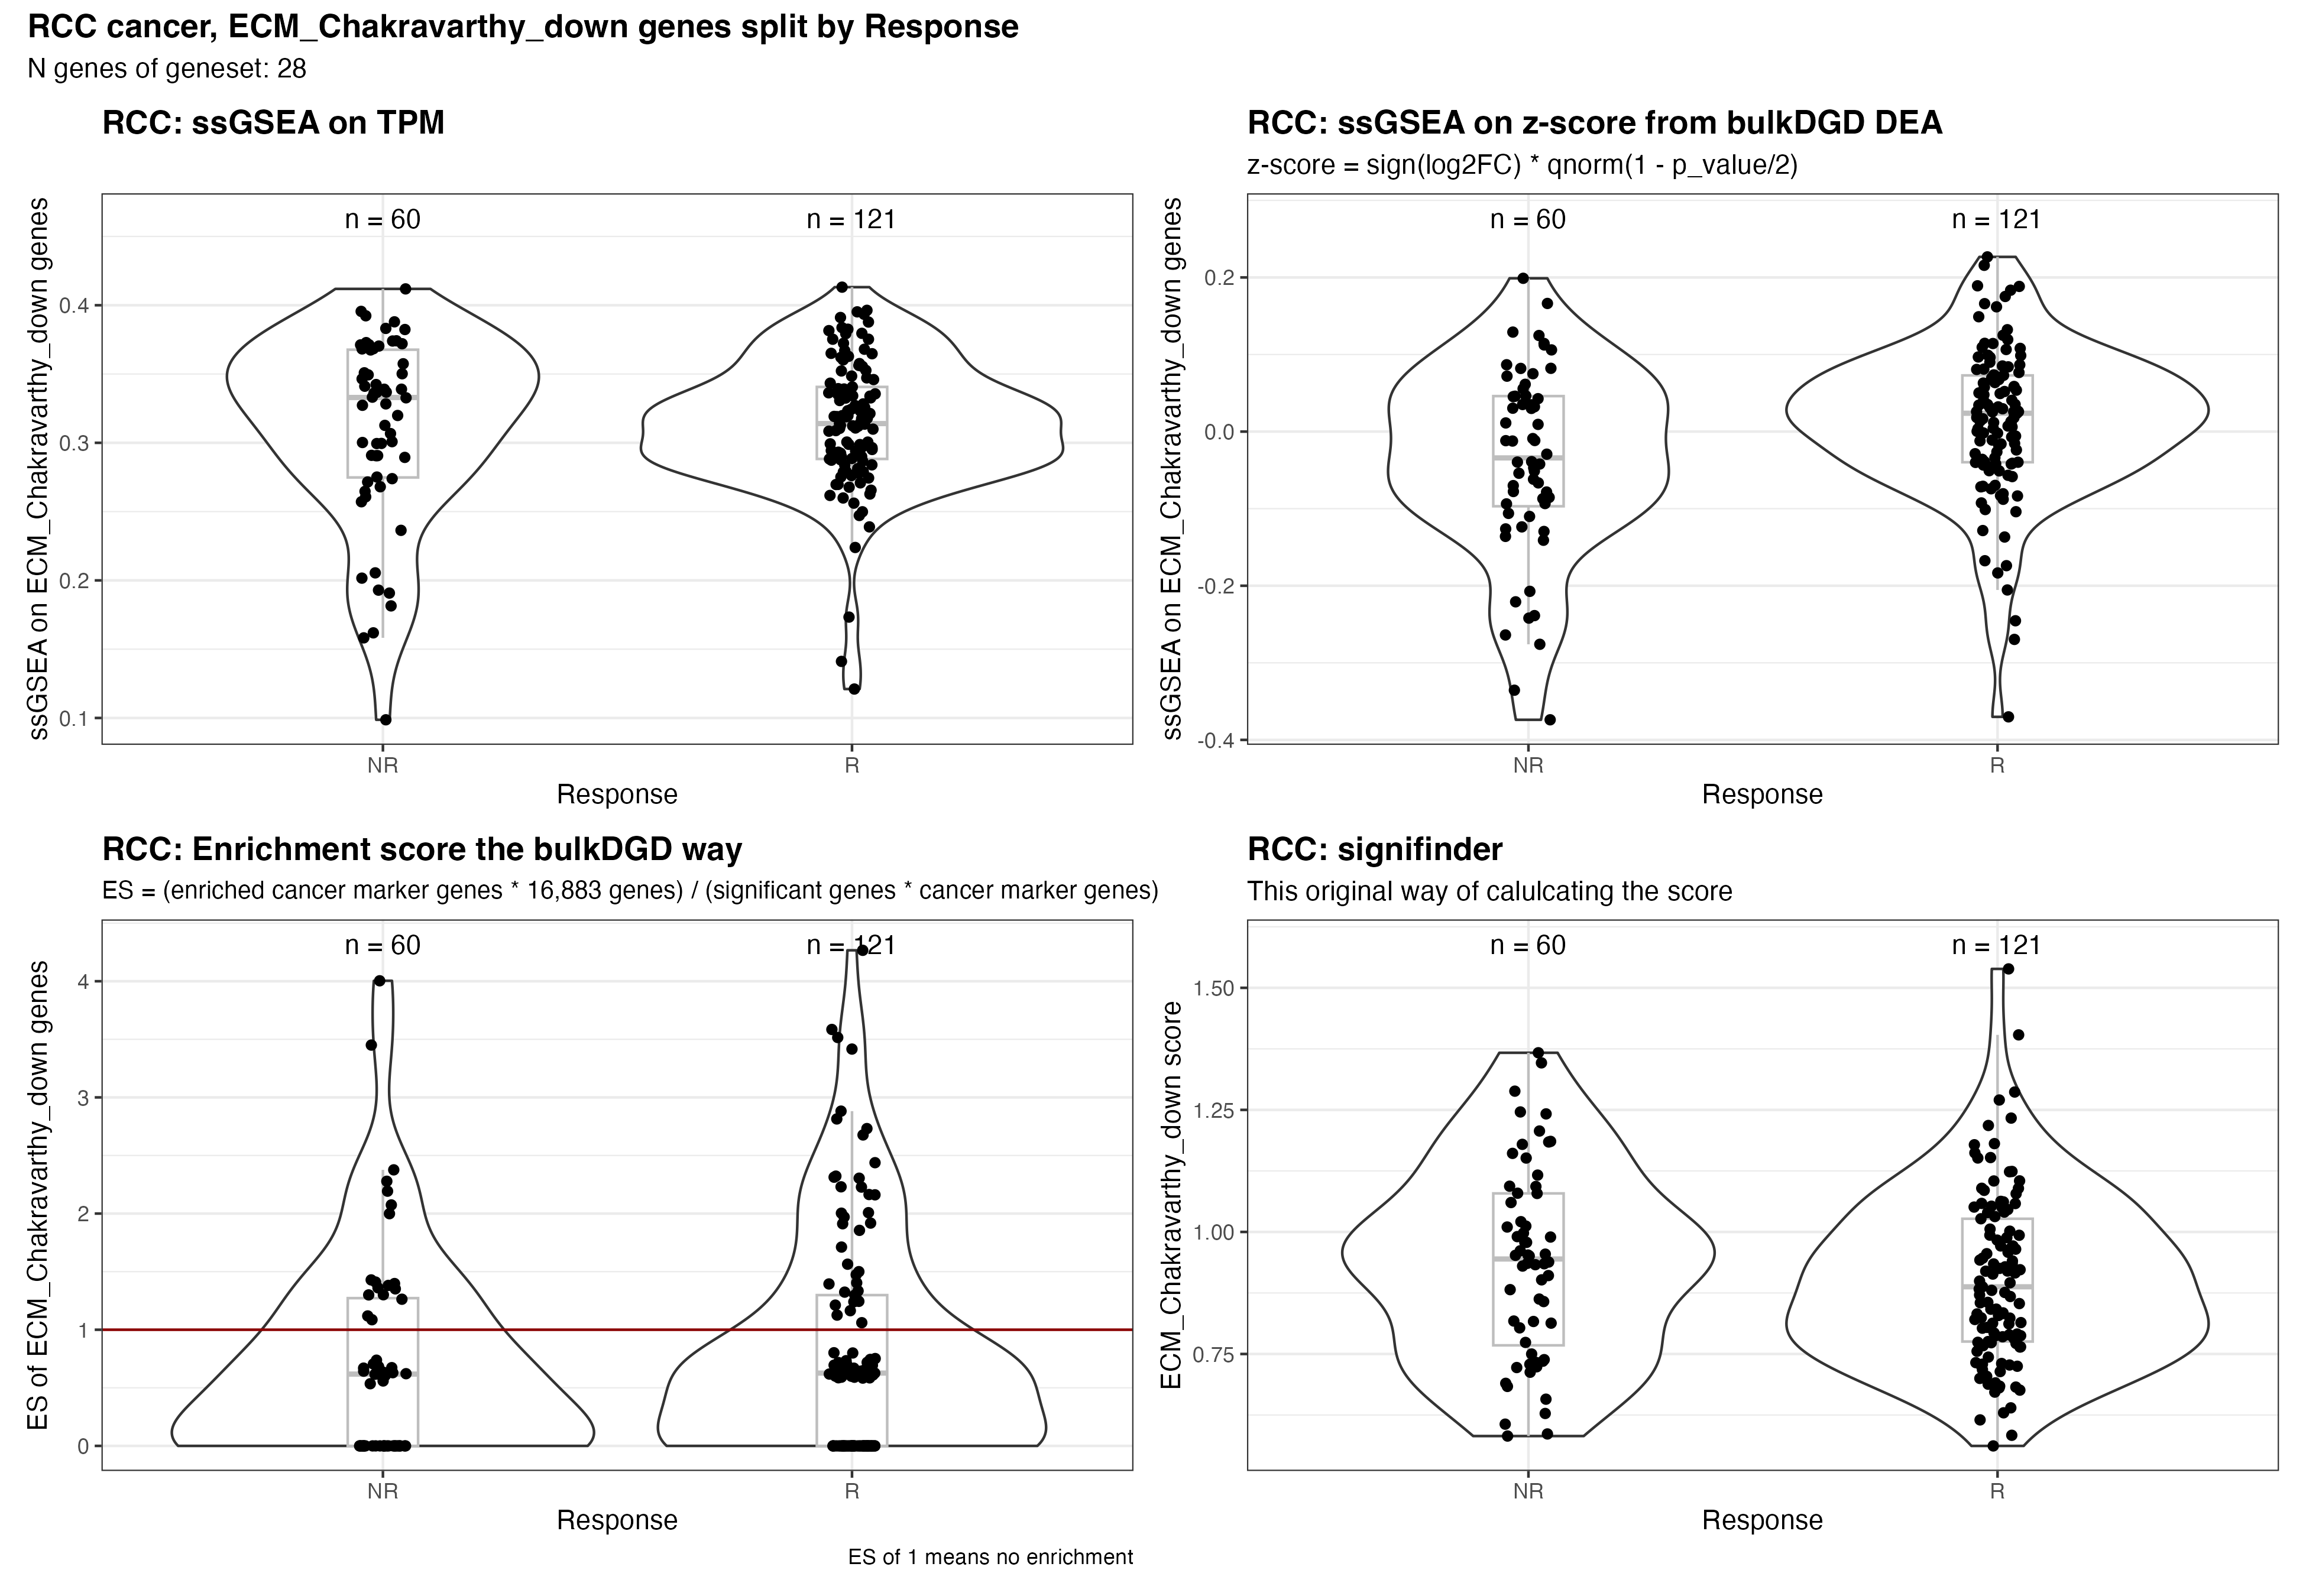 RCC cancer, ECM_Chakravarthy_down genes split by Response
N genes of geneset: 28
RCC: ssGSEA on TPM
ssGSEA on ECM_Chakravarthy_down genes
n = 60
n = 121
0.4
0.3
0.2
0.1
NR
R
Response
RCC: ssGSEA on z-score from bulkDGD DEA
z-score = sign(log2FC) * qnorm(1 - p_value/2)
ssGSEA on ECM_Chakravarthy_down genes
n = 60
n = 121
0.2
0.0
-0.2
-0.4
NR
R
Response
RCC: Enrichment score the bulkDGD way
ES = (enriched cancer marker genes * 16,883 genes) / (significant genes * cancer marker genes)
ES of ECM_Chakravarthy_down genes
n = 60
n = 121
4
3
2
1
0
NR
R
Response
ES of 1 means no enrichment
RCC: signifinder
This original way of calulcating the score
ECM_Chakravarthy_down score
n = 60
n = 121
1.50
1.25
1.00
0.75
NR
R
Response